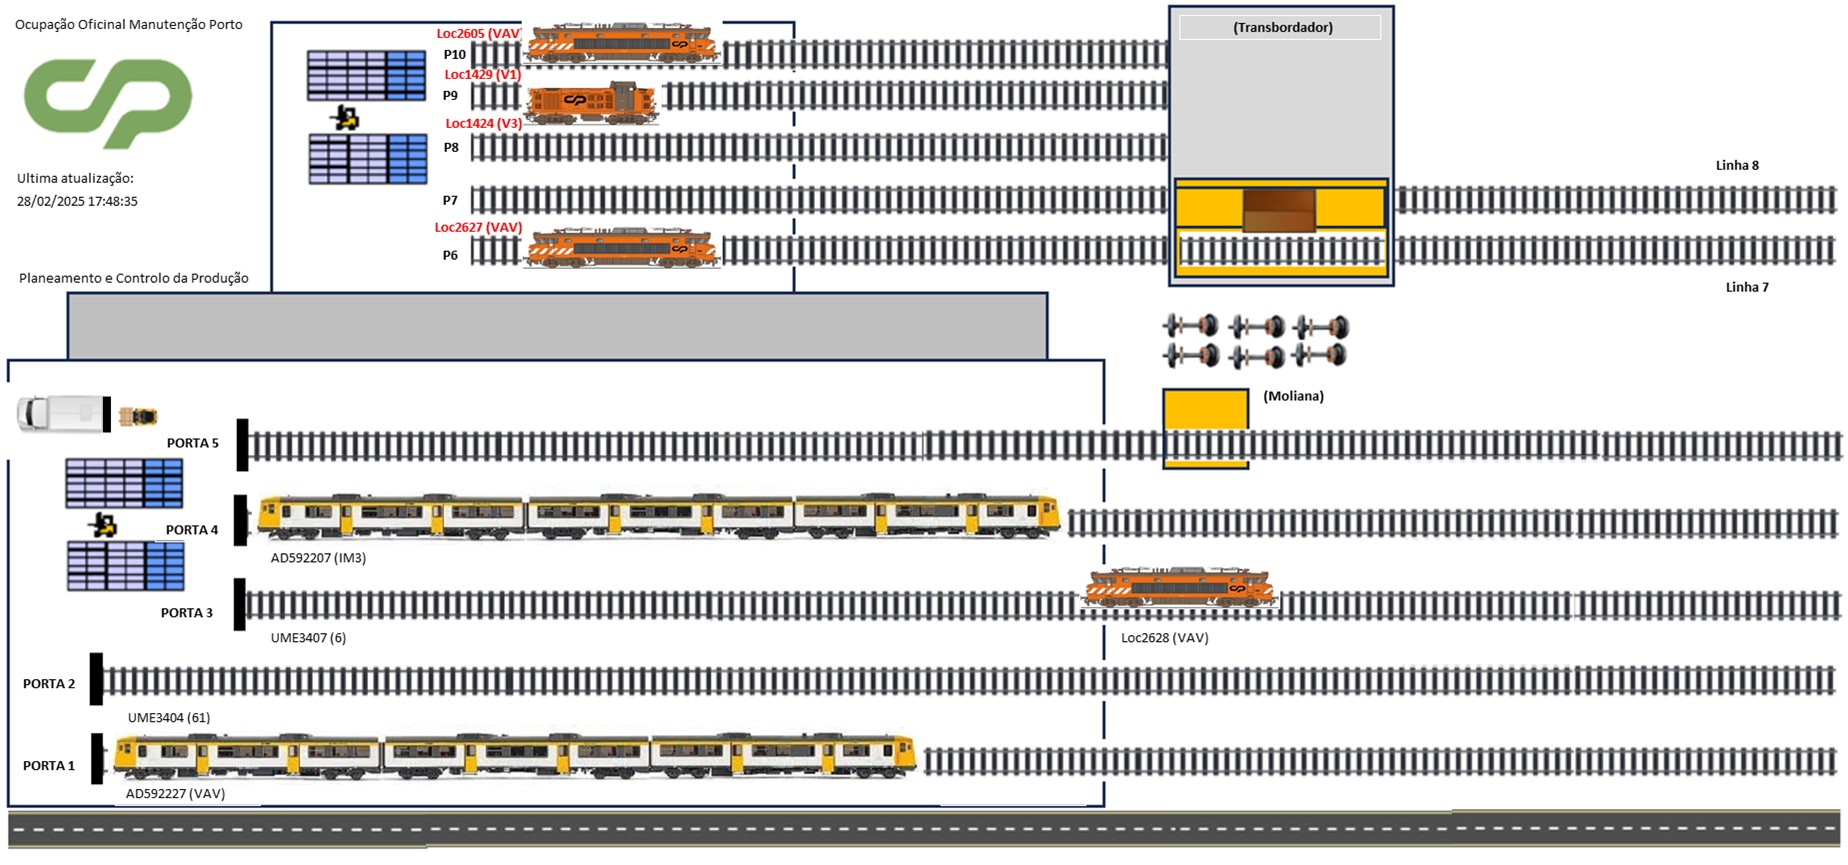 Ocupação Oficinal Manutenção Porto
Ultima atualização:
28/02/2025 17:48:35
Planeamento e Controlo da Produção
Loc2605 (VAV)
P10
Loc1429 (V1)
P9
Loc1424 (V3)
P8
P7
Loc2627 (VAV)
P6
(Transbordador)
Linha 8
Linha 7
(Moliana)
PORTA 5
PORTA 4
AD592207 (IM3)
PORTA 3
UME3407 (6)
Loc2628 (VAV)
PORTA 2
UME3404 (61)
PORTA 1
AD592227 (VAV)